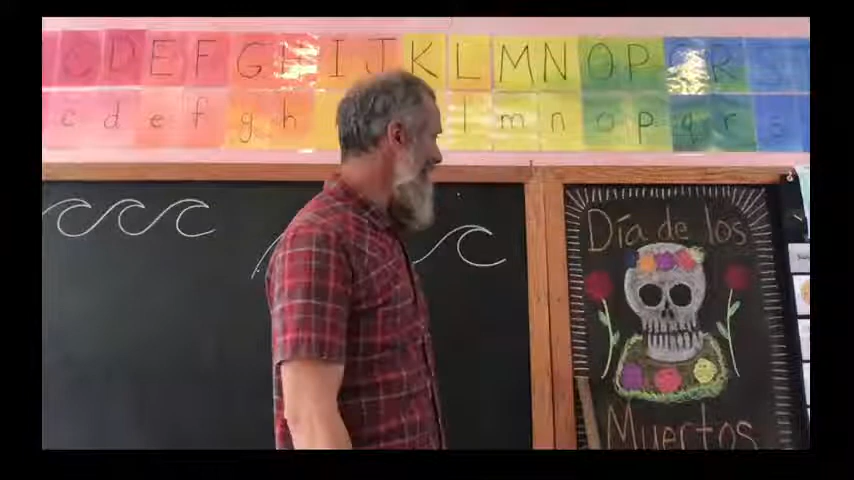 C D E F G H I J K L M N O P Q R S
c d e f g h l m n o p q r s
Día de los
Muertos